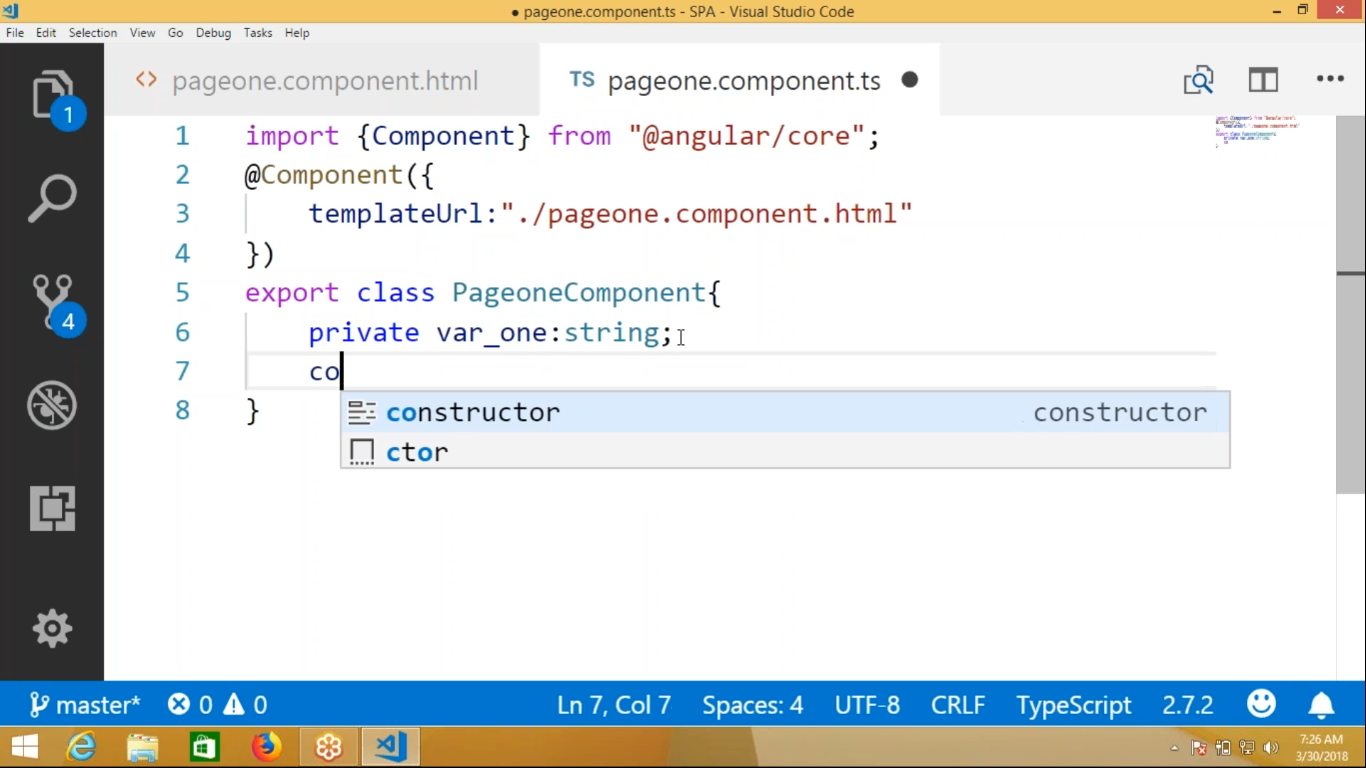 ● pageone.component.ts - SPA - Visual Studio Code
File Edit Selection View Go Debug Tasks Help
<> pageone.component.html TS pageone.component.ts ●
1 import {Component} from "@angular/core";
2 @Component({
3 templateUrl:"./pageone.component.html"
4 })
5 export class PageoneComponent{
6 private var_one:string;
7 co
constructor constructor
ctor
8 }
1
4
master* 0 0 Ln 7, Col 7 Spaces: 4 UTF-8 CRLF TypeScript 2.7.2
7:26 AM
3/30/2018